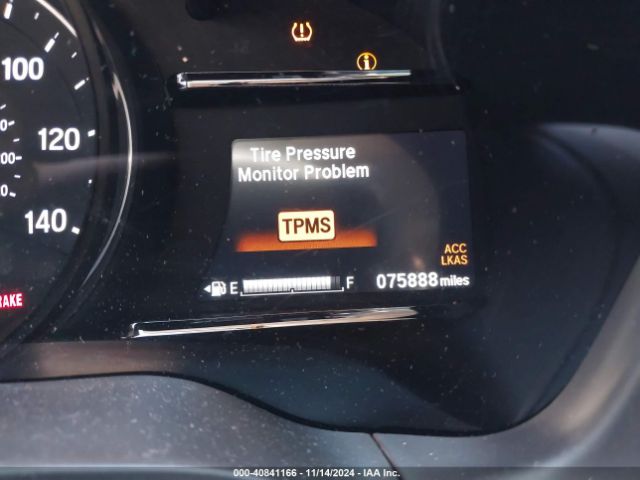 100
120
140
Tire Pressure
Monitor Problem
TPMS
ACC
LKAS
E
F
075888 miles
000-40841166 - 11/14/2024 - IAA Inc.